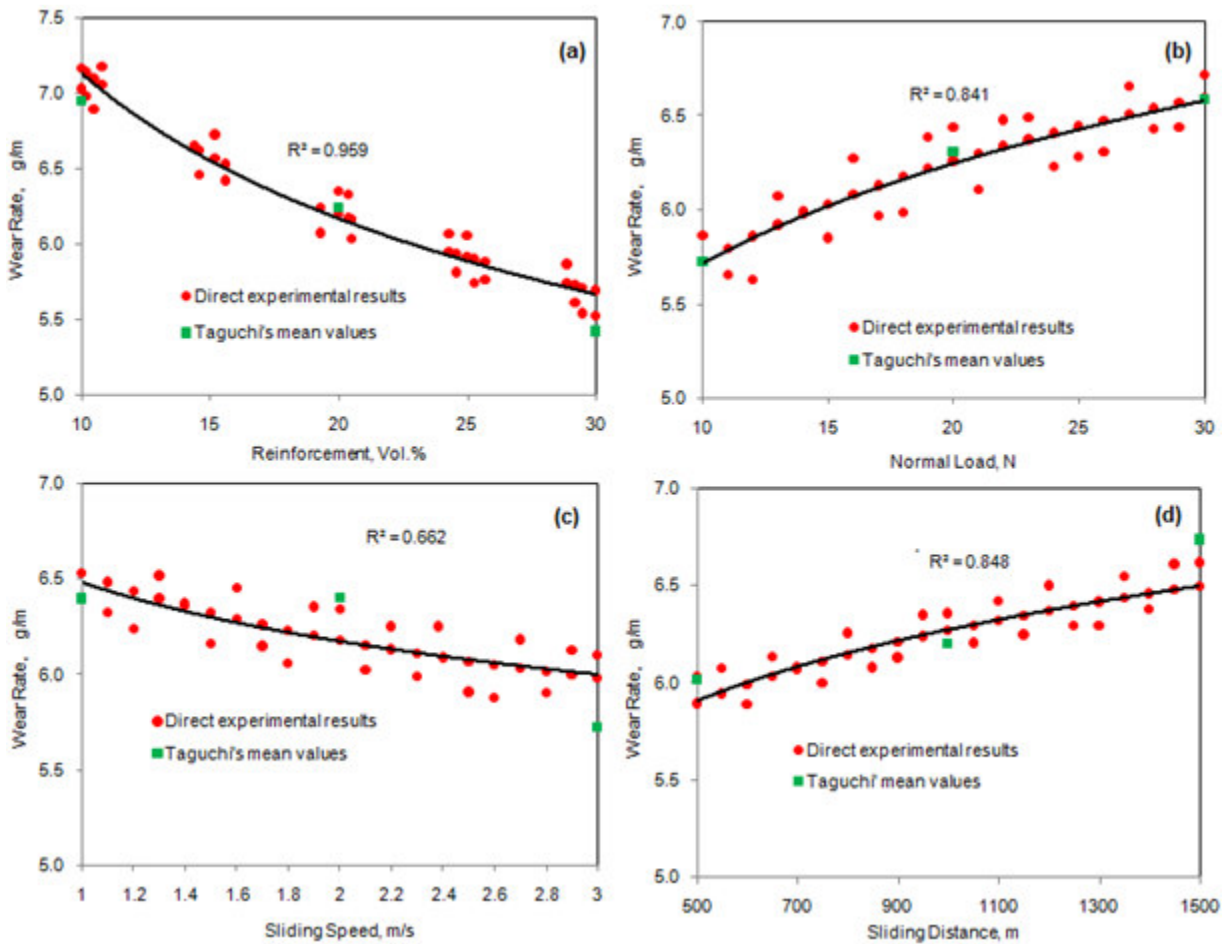 7.5
(a)
7.0
R² = 0.959
6.5
6.0
5.5
5.0
Wear Rate, g/m
Direct experimental results
Taguchi's mean values
10 15 20 25 30
Reinforcement, Vol.%
7.0
(b)
R² = 0.841
6.5
6.0
5.5
5.0
Wear Rate, g/m
Direct experimental results
Taguchi's mean values
10 15 20 25 30
Normal Load, N
7.0
(c)
R² = 0.662
6.5
6.0
5.5
5.0
Wear Rate, g/m
Direct experimental results
Taguchi's mean values
1 1.2 1.4 1.6 1.8 2 2.2 2.4 2.6 2.8 3
Sliding Speed, m/s
7.0
(d)
R² = 0.848
6.5
6.0
5.5
5.0
Wear Rate, g/m
Direct experimental results
Taguchi' mean values
500 700 900 1100 1300 1500
Sliding Distance, m